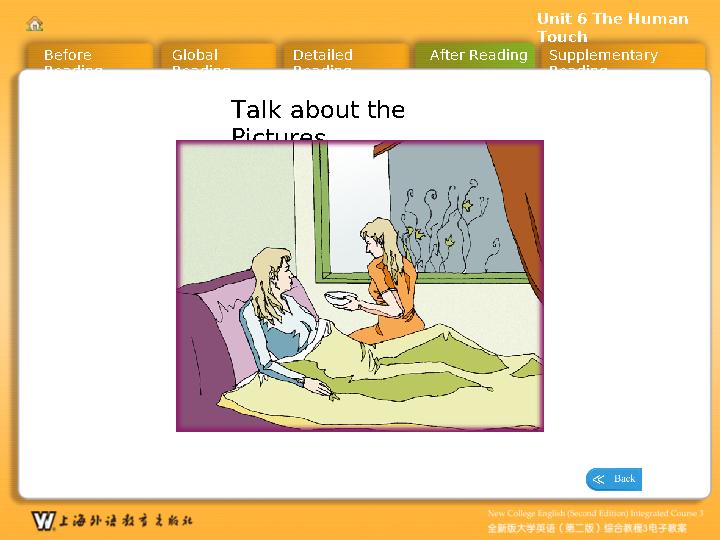 Unit 6 The Human
Touch
Before
Reading
Global
Reading
Detailed
Reading
After Reading
Supplementary
Reading
Talk about the
Pictures
Back
上海外语教育出版社
New College English (Second Edition) Integrated Course 3
全新版大学英语（第二版）综合教程3电子教案